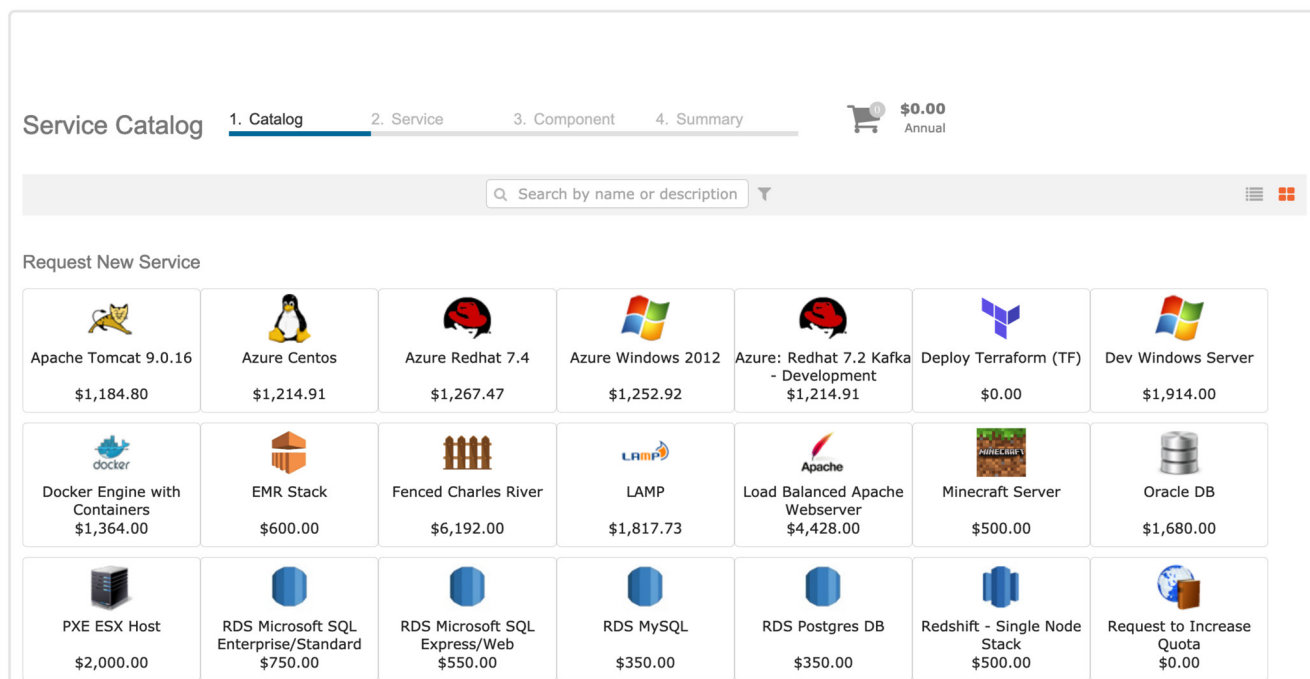 Service Catalog
1. Catalog
2. Service
3. Component
4. Summary
0
$0.00
Annual
Search by name or description
Request New Service
Apache Tomcat 9.0.16
$1,184.80
Azure Centos
$1,214.91
Azure Redhat 7.4
$1,267.47
Azure Windows 2012
$1,252.92
Azure: Redhat 7.2 Kafka
- Development
$1,214.91
Deploy Terraform (TF)
$0.00
Dev Windows Server
$1,914.00
docker
Docker Engine with
Containers
$1,364.00
EMR Stack
$600.00
Fenced Charles River
$6,192.00
LAMP
LAMP
$1,817.73
Apache
Load Balanced Apache
Webserver
$4,428.00
MINECRAFT
Minecraft Server
$500.00
Oracle DB
$1,680.00
PXE ESX Host
$2,000.00
RDS Microsoft SQL
Enterprise/Standard
$750.00
RDS Microsoft SQL
Express/Web
$550.00
RDS MySQL
$350.00
RDS Postgres DB
$350.00
Redshift - Single Node
Stack
$500.00
Request to Increase
Quota
$0.00